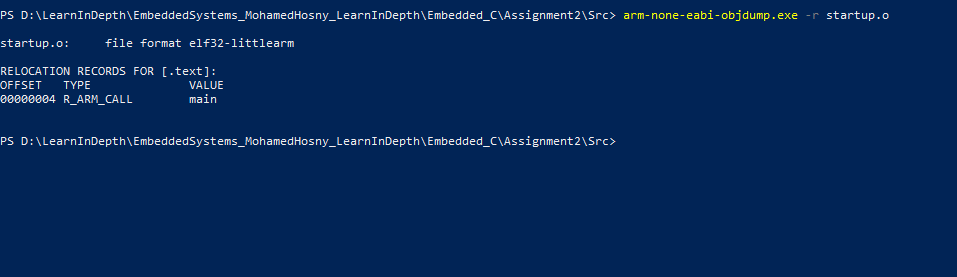 PS D:\LearnInDepth\EmbeddedSystems_MohamedHosny_LearnInDepth\Embedded_C\Assignment2\Src> arm-none-eabi-objdump.exe -r startup.o
startup.o:     file format elf32-littlearm
RELOCATION RECORDS FOR [.text]:
OFFSET   TYPE              VALUE
00000004 R_ARM_CALL        main
PS D:\LearnInDepth\EmbeddedSystems_MohamedHosny_LearnInDepth\Embedded_C\Assignment2\Src>